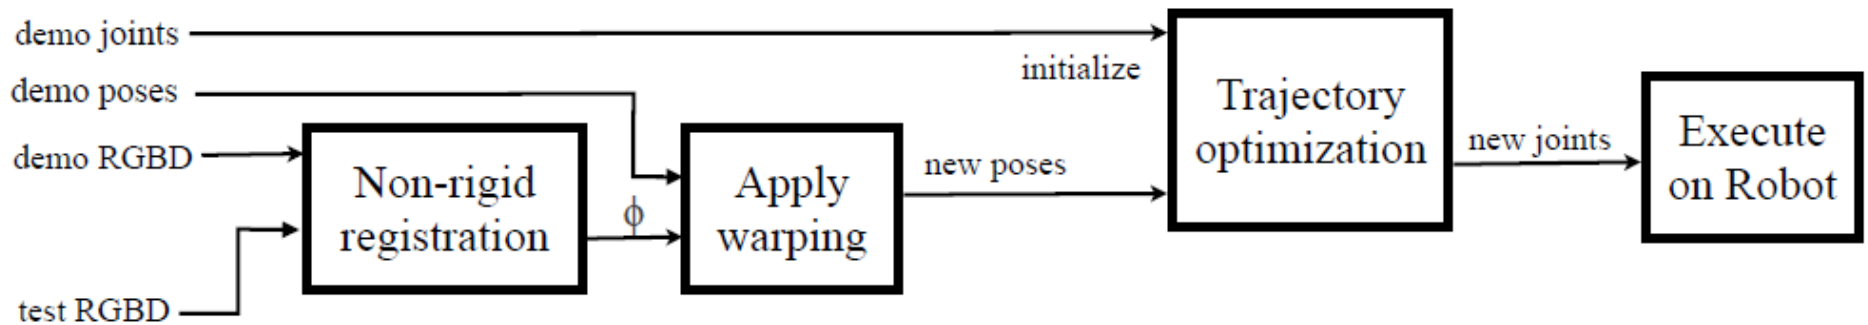 demo joints
demo poses
demo RGBD
test RGBD
Non-rigid
registration
ϕ
Apply
warping
new poses
initialize
Trajectory
optimization
new joints
Execute
on Robot